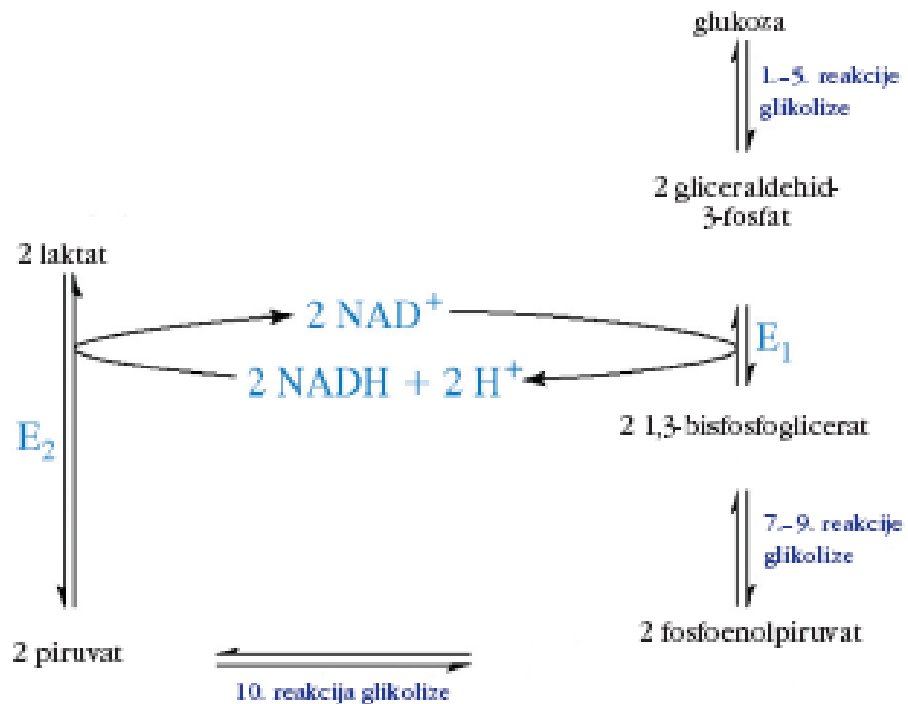 glukoza
1.-5. reakcije
glikolize
2 gliceraldehid-
3-fosfat
2 laktat
2 NAD⁺
E₁
2 NADH + 2 H⁺
2 1,3-bisfosfoglicerat
E₂
7.-9. reakcije
glikolize
2 fosfoenolpiruvat
2 piruvat
10. reakcija glikolize